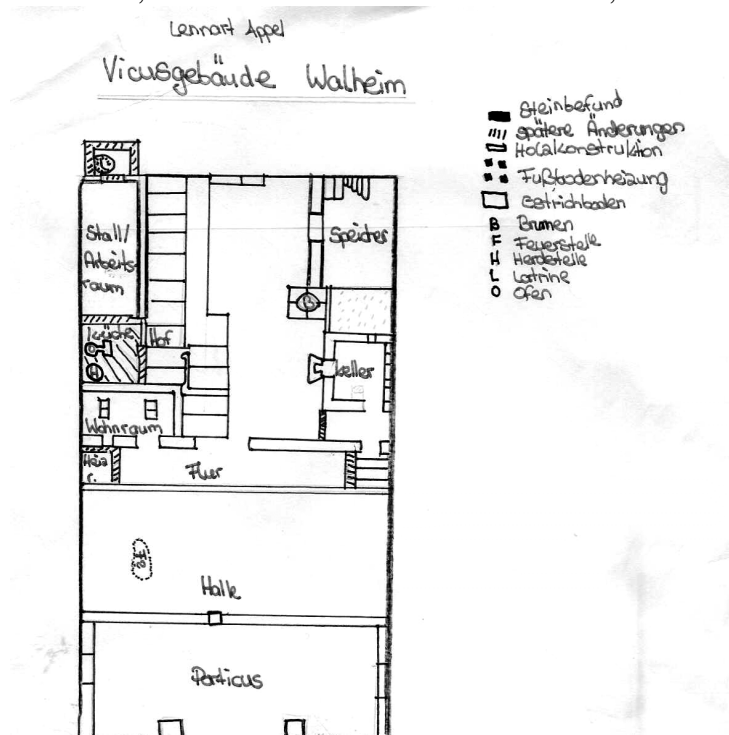 Lennart Appel
Vicusgebäude Walheim
Steinbefund
spätere Änderungen
Holzkonstruktion
Fußbodenheizung
Estrichboden
B Brunnen
F Feuerstelle
H Herdstelle
L Latrine
O Ofen
Stall/
Arbeits-
raum
Speicher
B
Küche
Hof
Keller
Wohnraum
Heiz
r.
Flur
Halle
Porticus